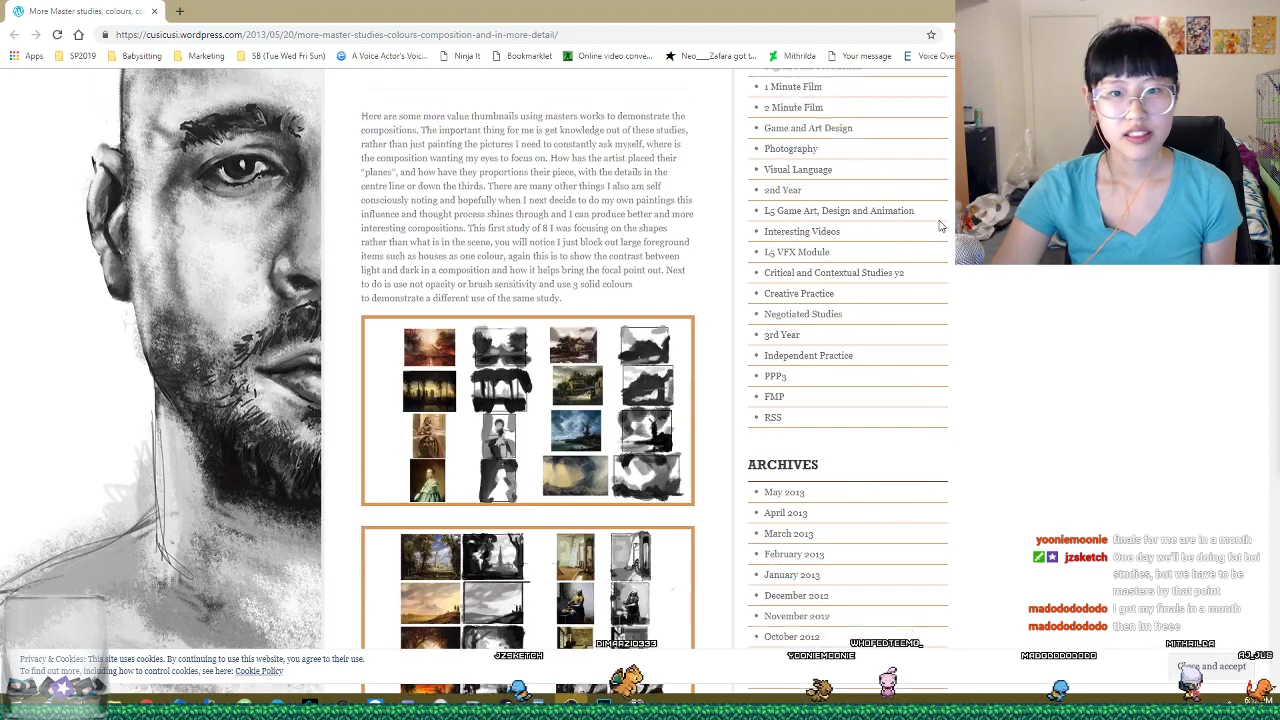 More Master studies, colours, co
https://cusicusi.wordpress.com/2013/05/20/more-master-studies-colours-composition-and-in-more-detail/
Apps SP2019 Babysitting Marketing SB (Tue Wed Fri Sun) A Voice Actor's Voic... Ninja It Bookmarklet Online video conve... Neo___Zafara got t... Mithrilda Your message Voice Ove
Here are some more value thumbnails using masters works to demonstrate the
compositions. The important thing for me is get knowledge out of these studies,
rather than just painting the pictures I need to constantly ask myself, where is
the composition wanting my eyes to focus on. How has the artist placed their
“planes”, and how have they proportions their piece, with the details in the
centre line or down the thirds. There are many other things I also am self
consciously noting and hopefully when I next decide to do my own paintings this
influence and thought process shines through and I can produce better and more
interesting compositions. This first study of 8 I was focusing on the shapes
rather than what is in the scene, you will notice I just block out large foreground
items such as houses as one colour, again this is to show the contrast between
light and dark in a composition and how it helps bring the focal point out. Next
to do is use not opacity or brush sensitivity and use 3 solid colours
to demonstrate a different use of the same study.
1 Minute Film
2 Minute Film
Game and Art Design
Photography
Visual Language
2nd Year
L5 Game Art, Design and Animation
Interesting Videos
L5 VFX Module
Critical and Contextual Studies y2
Creative Practice
Negotiated Studies
3rd Year
Independent Practice
PPP3
FMP
RSS
ARCHIVES
May 2013
April 2013
March 2013
February 2013
January 2013
December 2012
November 2012
October 2012
yooniemoonie finals for me are in a month
jzsketch One day we'll be doing fat boi
studies, but we have to be
masters by that point
madododododo I got my finals in a month
madododododo then Im freee
Privacy & Cookies: This site uses cookies. By continuing to use this website, you agree to their use.
To find out more, including how to control cookies, see here: Cookie Policy
Close and accept
JZSKETCH
DIMARZIO333
YOONIEMOONIE
WHOFEDTEEMO_
MADODODODODO
MITHRILDA
AJ_JUS